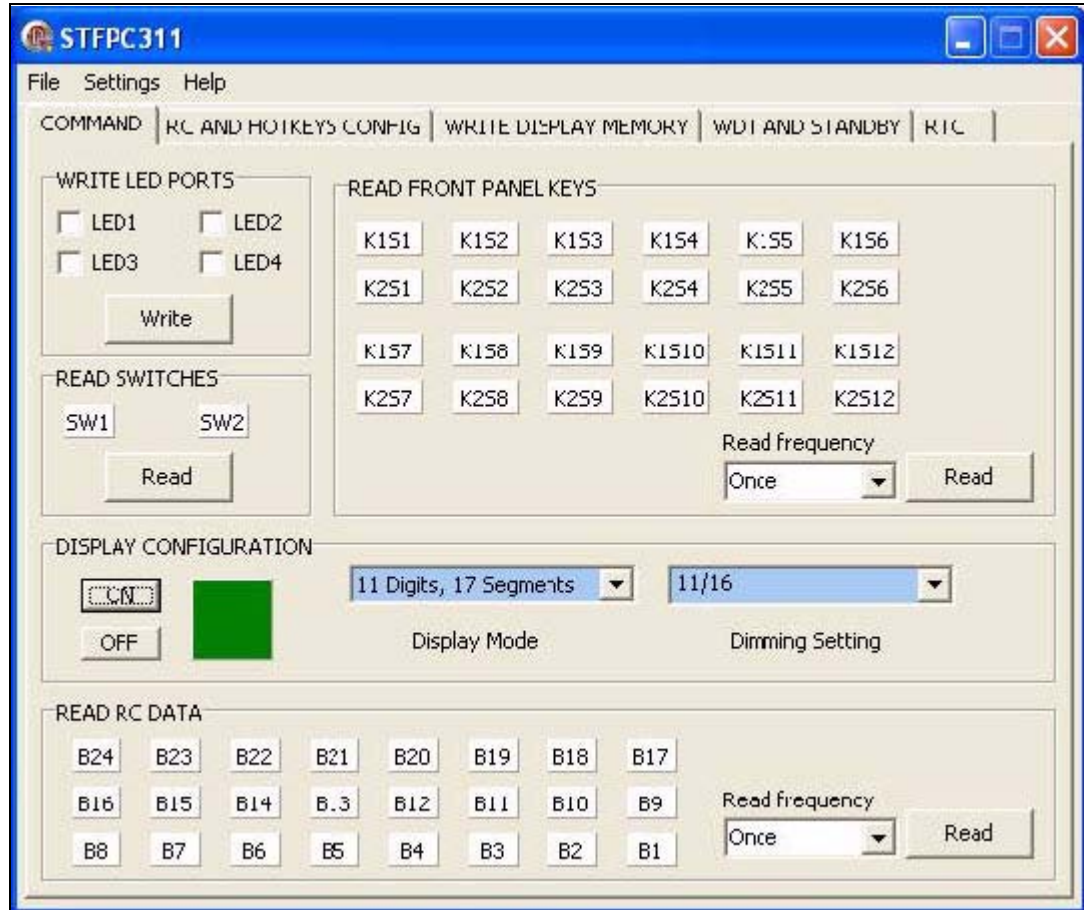 STFPC311
File Settings Help
COMMAND RC AND HOTKEYS CONFIG WRITE DISPLAY MEMORY WDT AND STANDBY RTC
WRITE LED PORTS
LED1 LED2
LED3 LED4
Write
READ SWITCHES
SW1 SW2
Read
READ FRONT PANEL KEYS
K1S1 K1S2 K1S3 K1S4 K1S5 K1S6
K2S1 K2S2 K2S3 K2S4 K2S5 K2S6
K1S7 K1S8 K1S9 K1S10 K1S11 K1S12
K2S7 K2S8 K2S9 K2S10 K2S11 K2S12
Read frequency
Once Read
DISPLAY CONFIGURATION
ON
OFF
11 Digits, 17 Segments 11/16
Display Mode Dimming Setting
READ RC DATA
B24 B23 B22 B21 B20 B19 B18 B17
B16 B15 B14 B13 B12 B11 B10 B9
B8 B7 B6 B5 B4 B3 B2 B1
Read frequency
Once Read